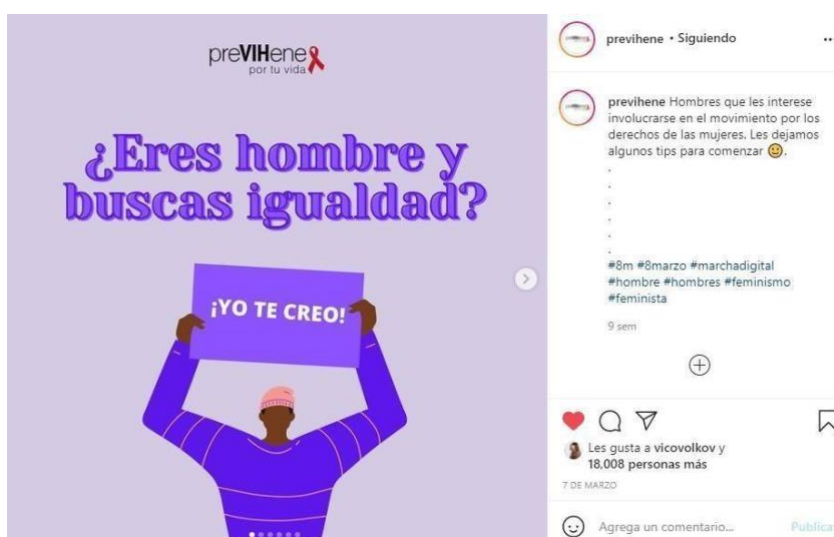 preVIHene
por tu vida
¿Eres hombre y
buscas igualdad?
¡YO TE CREO!
previhene • Siguiendo
previhene Hombres que les interese
involucrarse en el movimiento por los
derechos de las mujeres. Les dejamos
algunos tips para comenzar 🙂.
.
.
.
.
.
.
#8m #8marzo #marchadigital
#hombre #hombres #feminismo
#feminista
9 sem
Les gusta a vicovolkov y
18,008 personas más
7 DE MARZO
Agrega un comentario...
Publica